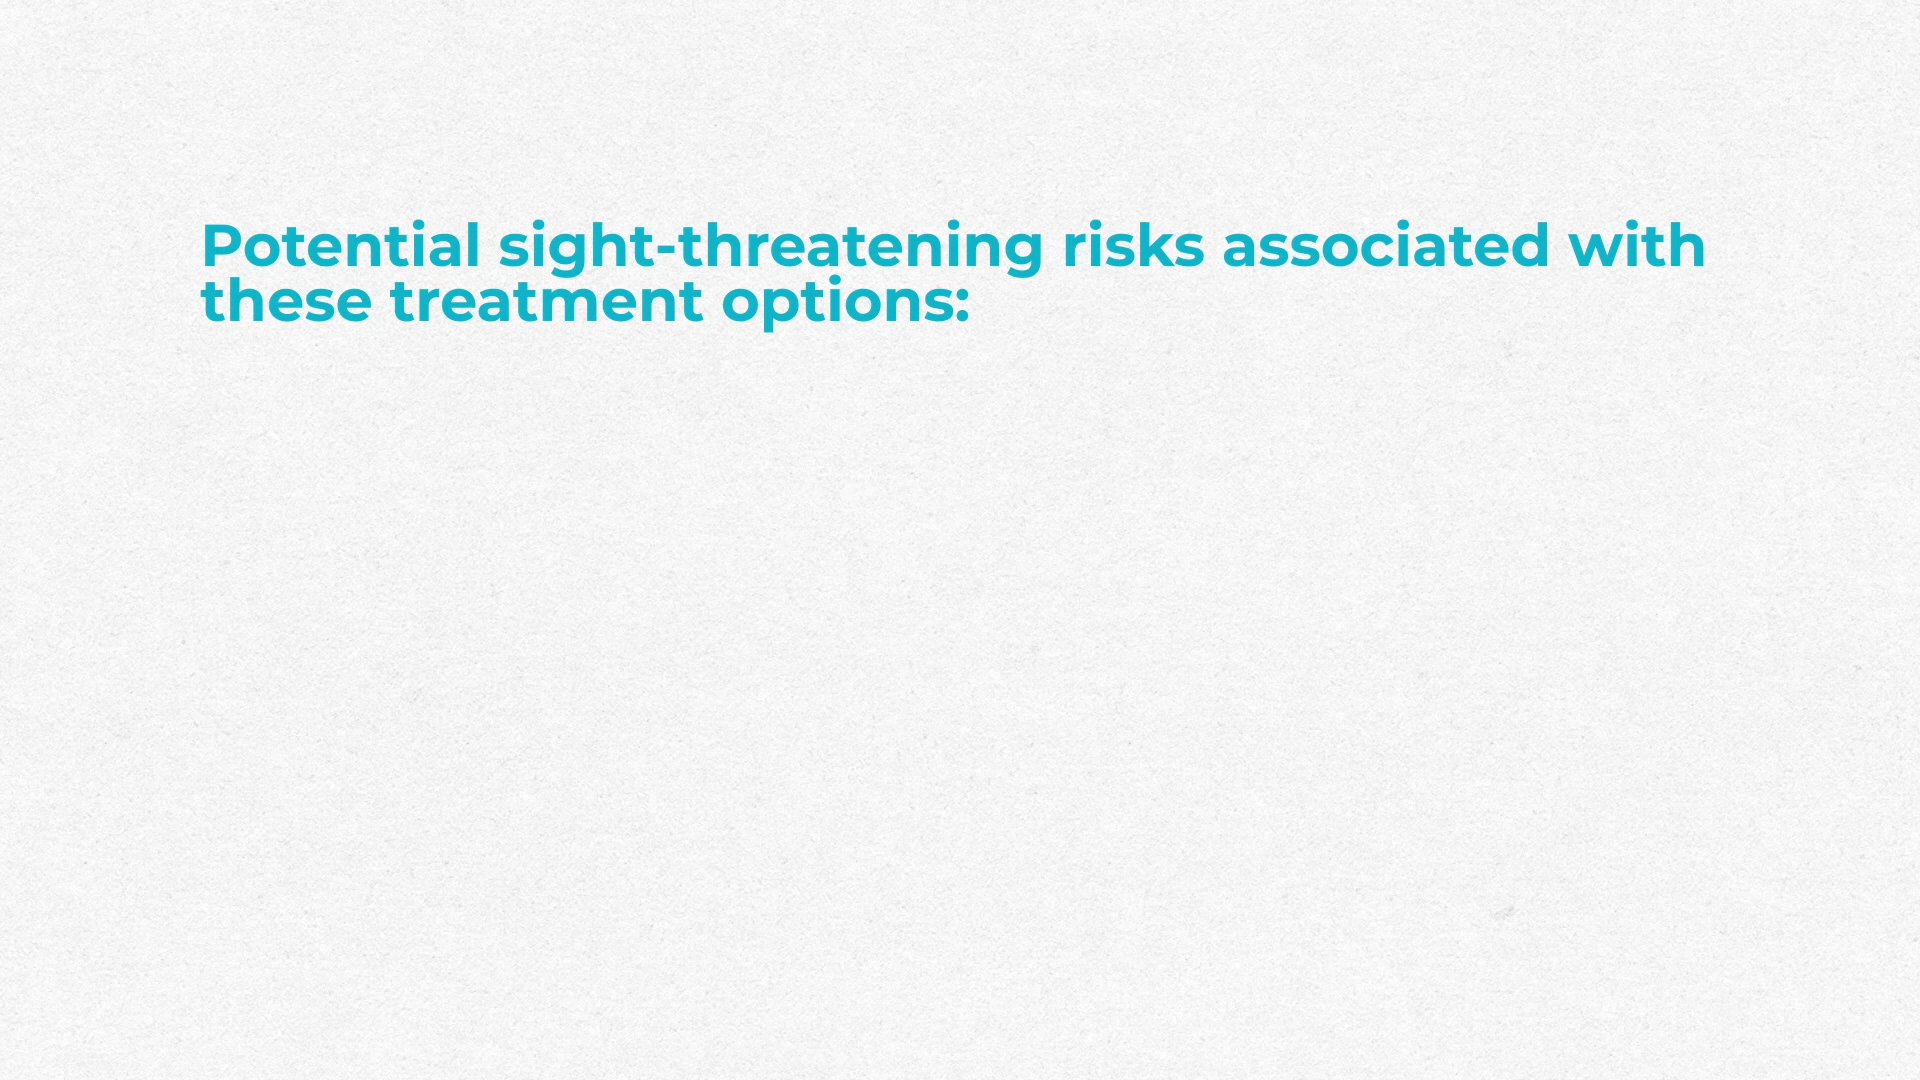 Potential sight-threatening risks associated with
these treatment options: